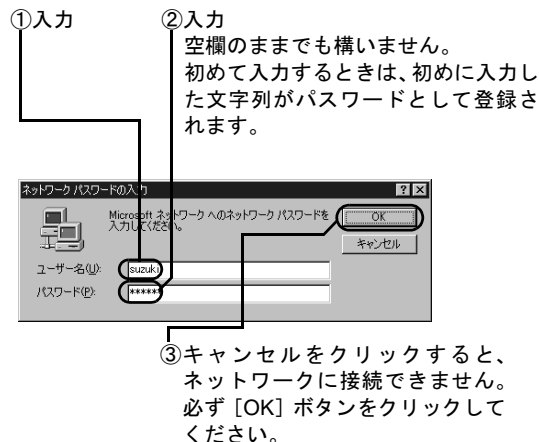 ①入力
②入力
空欄のままでも構いません。
初めて入力するときは、初めに入力し
た文字列がパスワードとして登録さ
れます。
ネットワーク パスワードの入力
Microsoft ネットワーク へのネットワーク パスワードを
入力してください。
OK
キャンセル
ユーザー名(U):
suzuki
パスワード(P):
******
③キャンセルをクリックすると、
ネットワークに接続できません。
必ず［OK］ボタンをクリックして
ください。